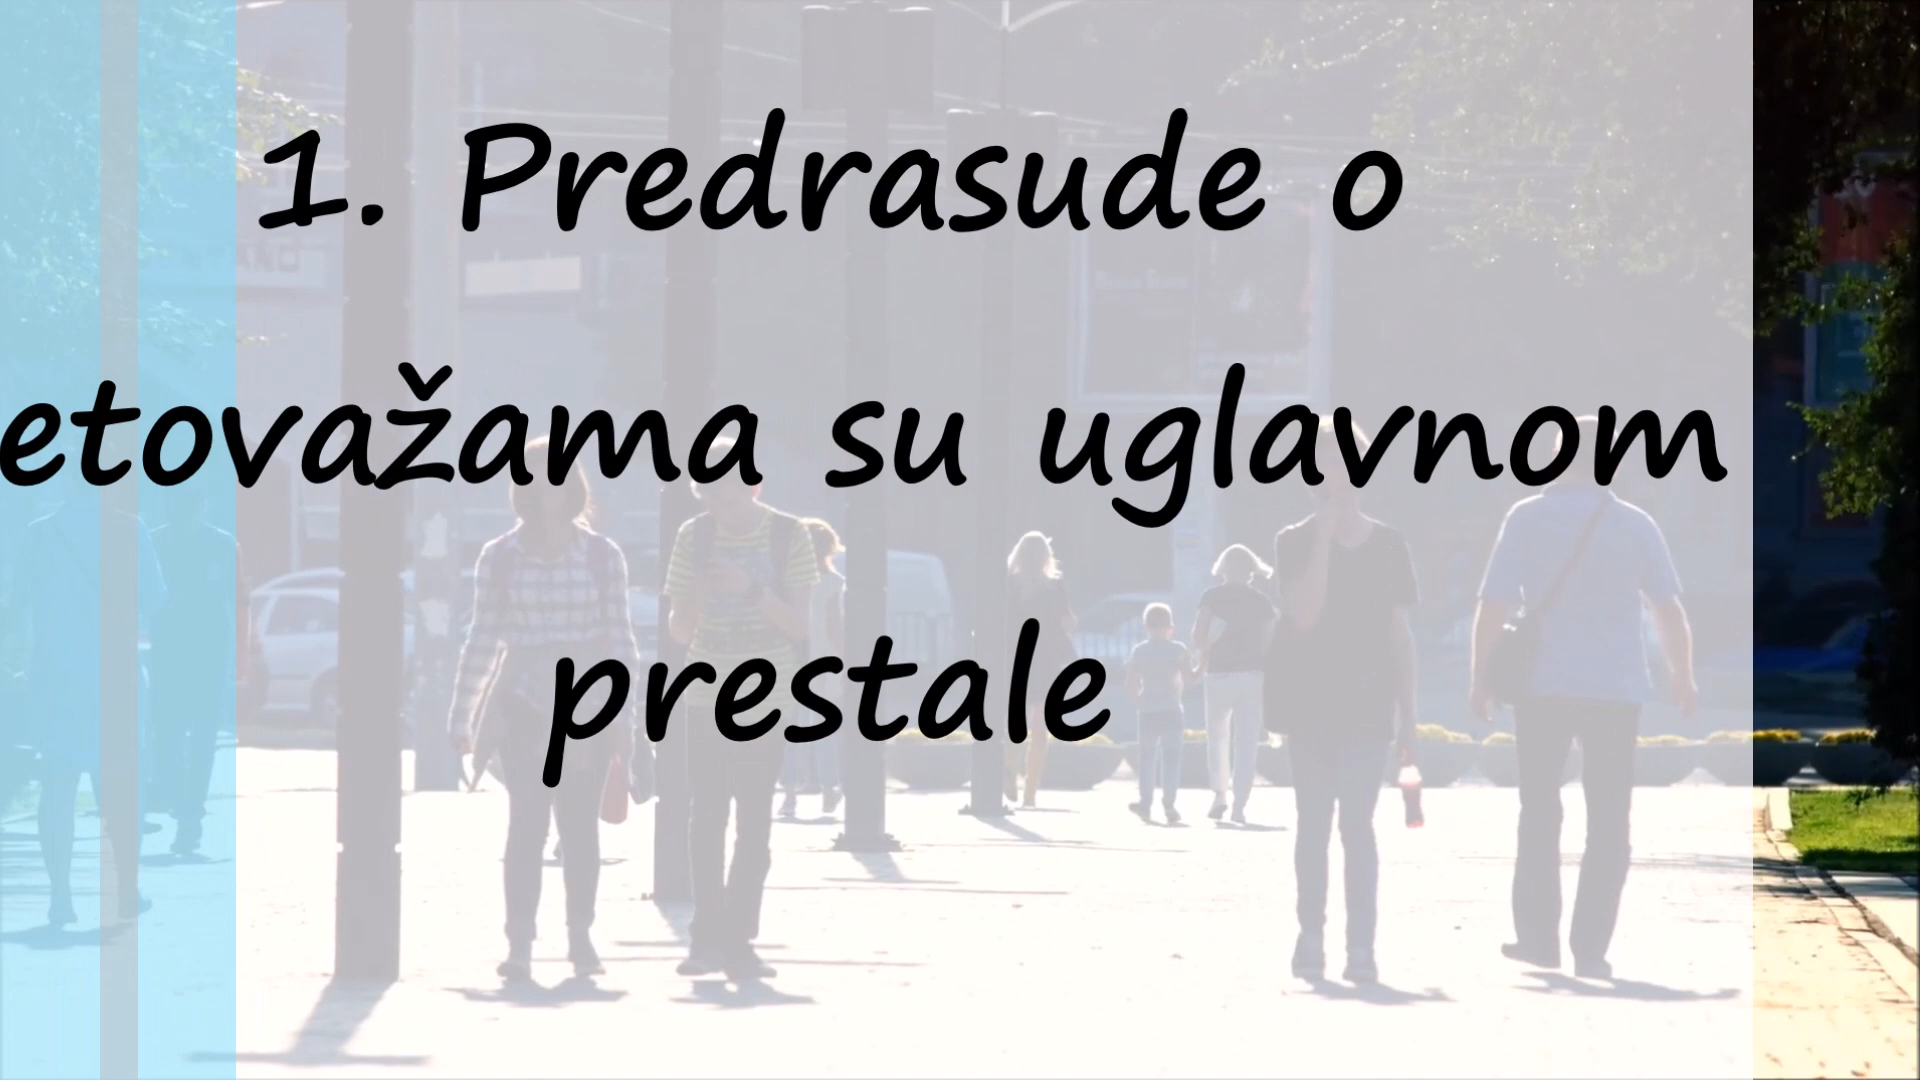 1. Predrasude o
etovažama su uglavnom
prestale